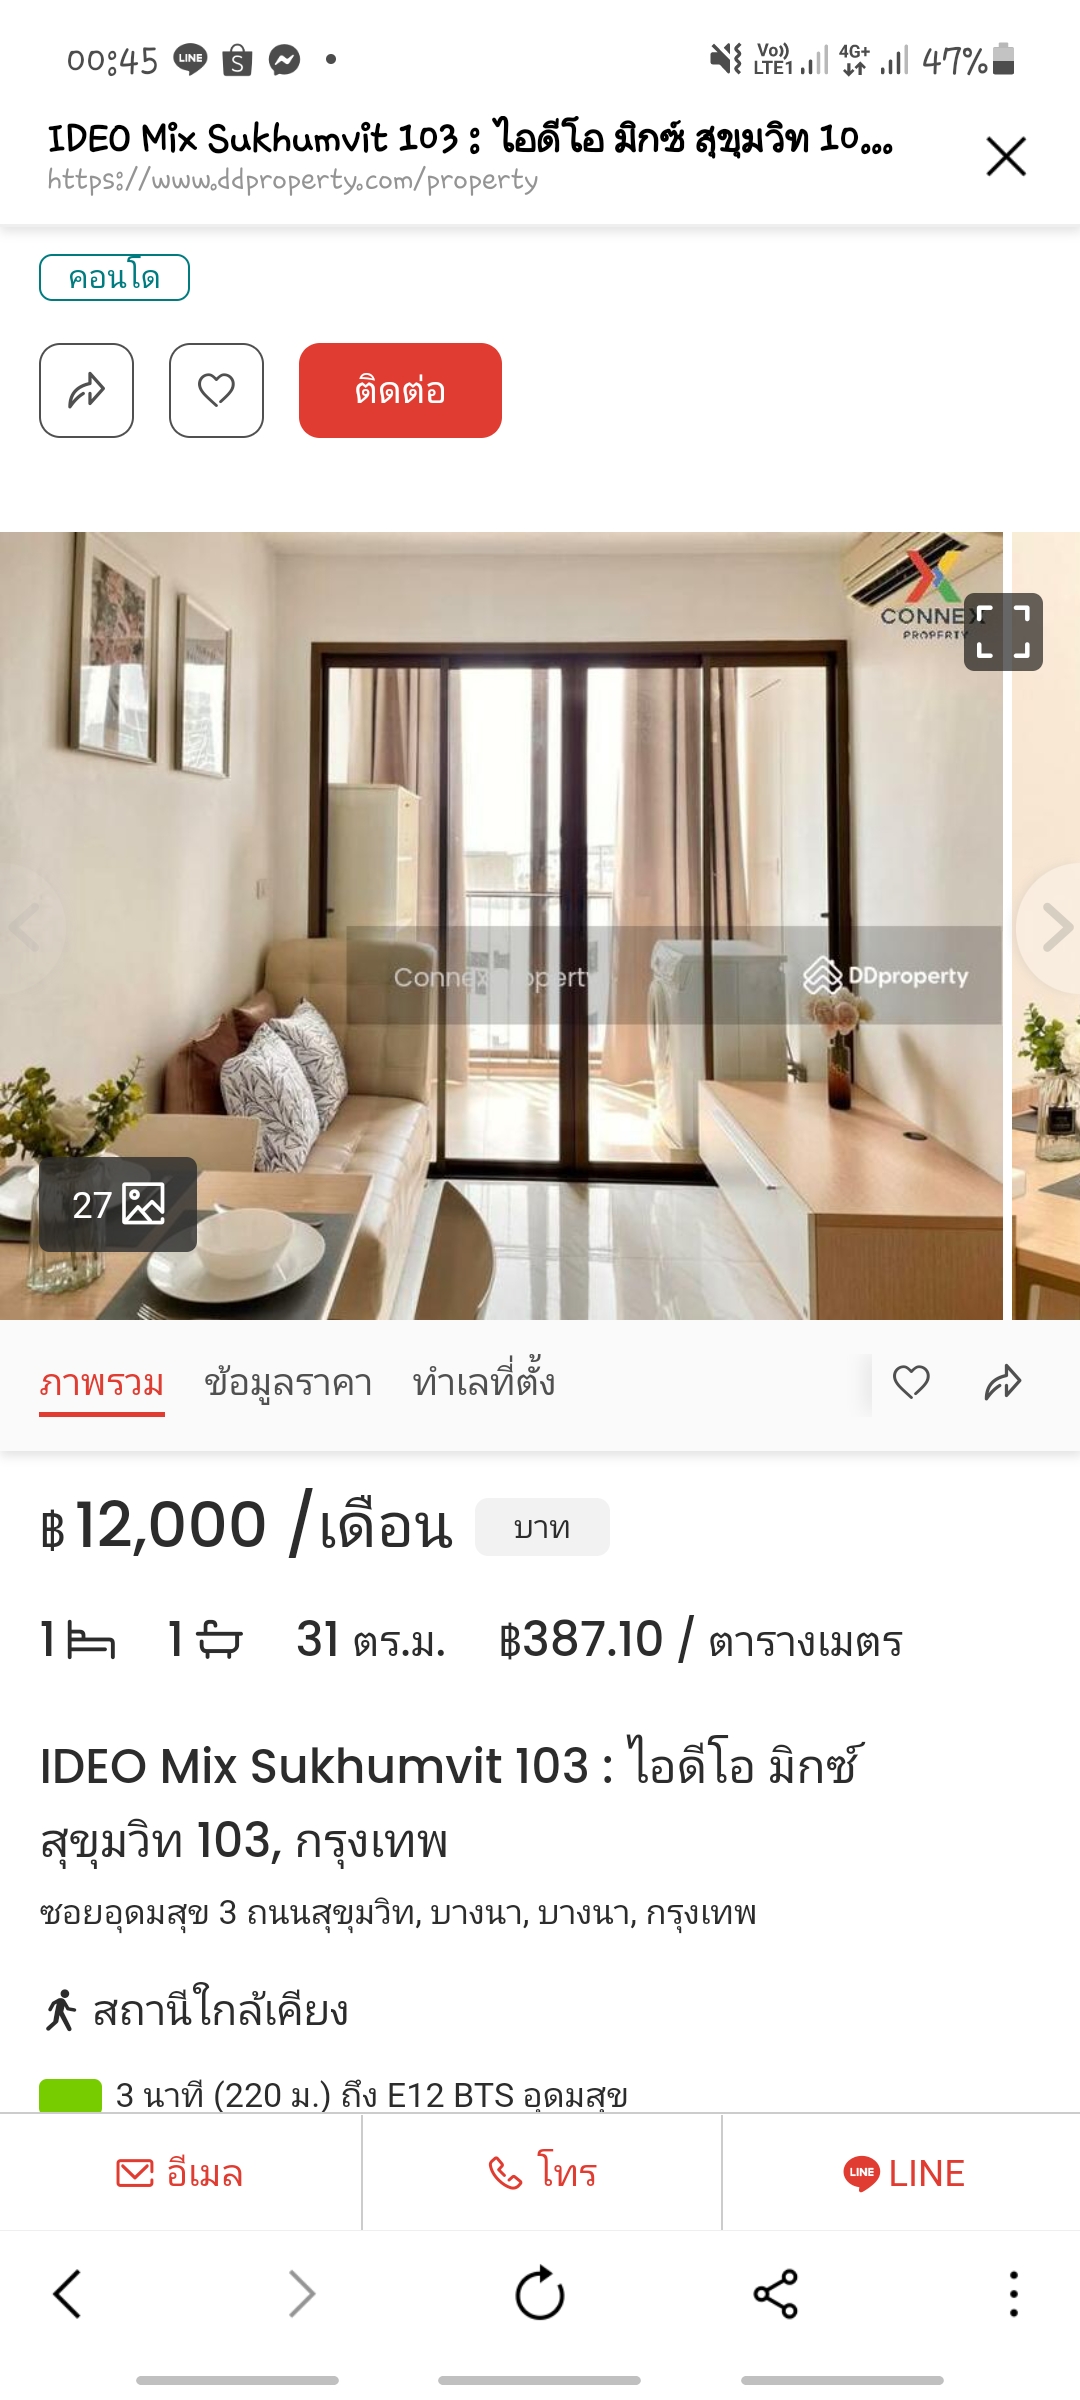 00:45
LINE
S
Vo)) LTE1
4G+
47%
IDEO Mix Sukhumvit 103 : ไอดีโอ มิกซ์ สุขุมวิท 10...
https://www.ddproperty.com/property
คอนโด
ติดต่อ
CONNEX
PROPERTY
DDproperty
27
ภาพรวม ข้อมูลราคา ทำเลที่ตั้ง
฿12,000 /เดือน บาท
1 1 31 ตร.ม. ฿387.10 / ตารางเมตร
IDEO Mix Sukhumvit 103 : ไอดีโอ มิกซ์
สุขุมวิท 103, กรุงเทพ
ซอยอุดมสุข 3 ถนนสุขุมวิท, บางนา, บางนา, กรุงเทพ
สถานีใกล้เคียง
3 นาที (220 ม.) ถึง E12 BTS อุดมสุข
อีเมล โทร LINE LINE